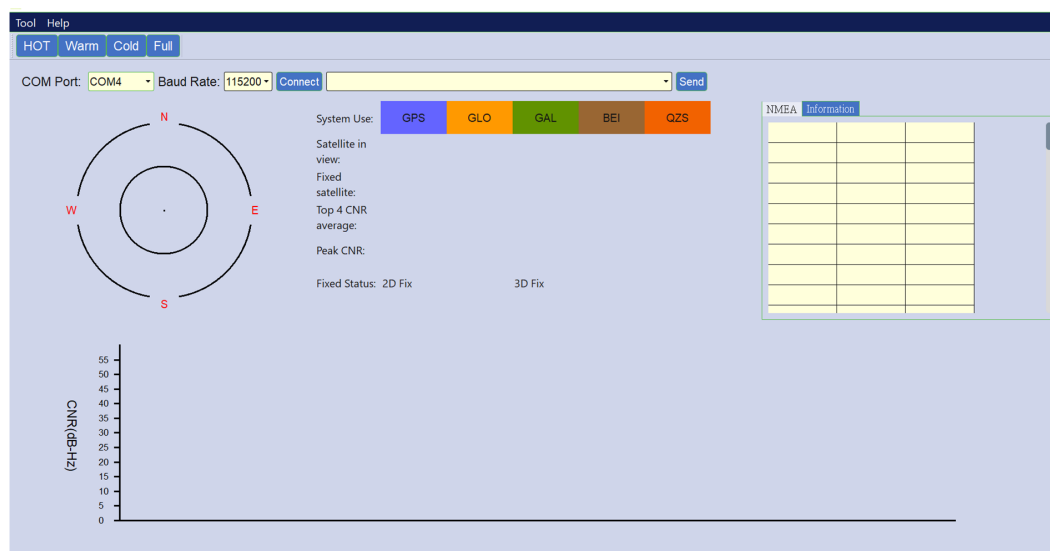 Tool Help
HOT Warm Cold Full
COM Port: COM4 Baud Rate: 115200 Connect Send
N
W
E
S
System Use: GPS GLO GAL BEI QZS
Satellite in
view:
Fixed
satellite:
Top 4 CNR
average:
Peak CNR:
Fixed Status: 2D Fix 3D Fix
NMEA Information
CNR(dB-Hz)
55
50
45
40
35
30
25
20
15
10
5
0